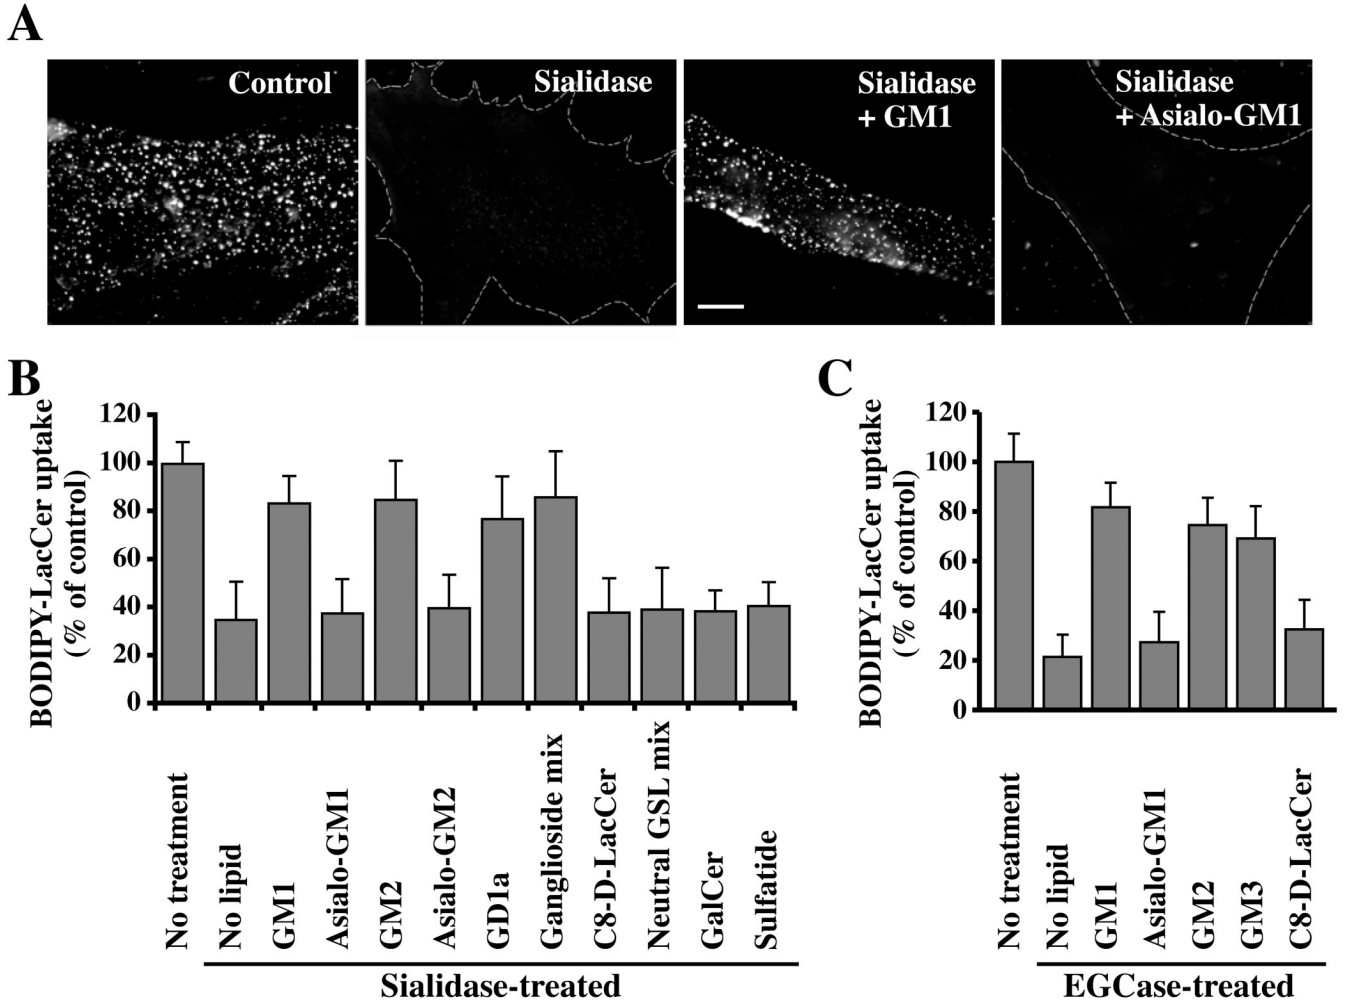 A
Control
Sialidase
Sialidase
+ GM1
Sialidase
+ Asialo-GM1
B
BODIPY-LacCer uptake
(% of control)
120
100
80
60
40
20
0
No treatment
No lipid
GM1
Asialo-GM1
GM2
Asialo-GM2
GD1a
Ganglioside mix
C8-D-LacCer
Neutral GSL mix
GalCer
Sulfatide
Sialidase-treated
C
BODIPY-LacCer uptake
(% of control)
120
100
80
60
40
20
0
No treatment
No lipid
GM1
Asialo-GM1
GM2
GM3
C8-D-LacCer
EGCase-treated